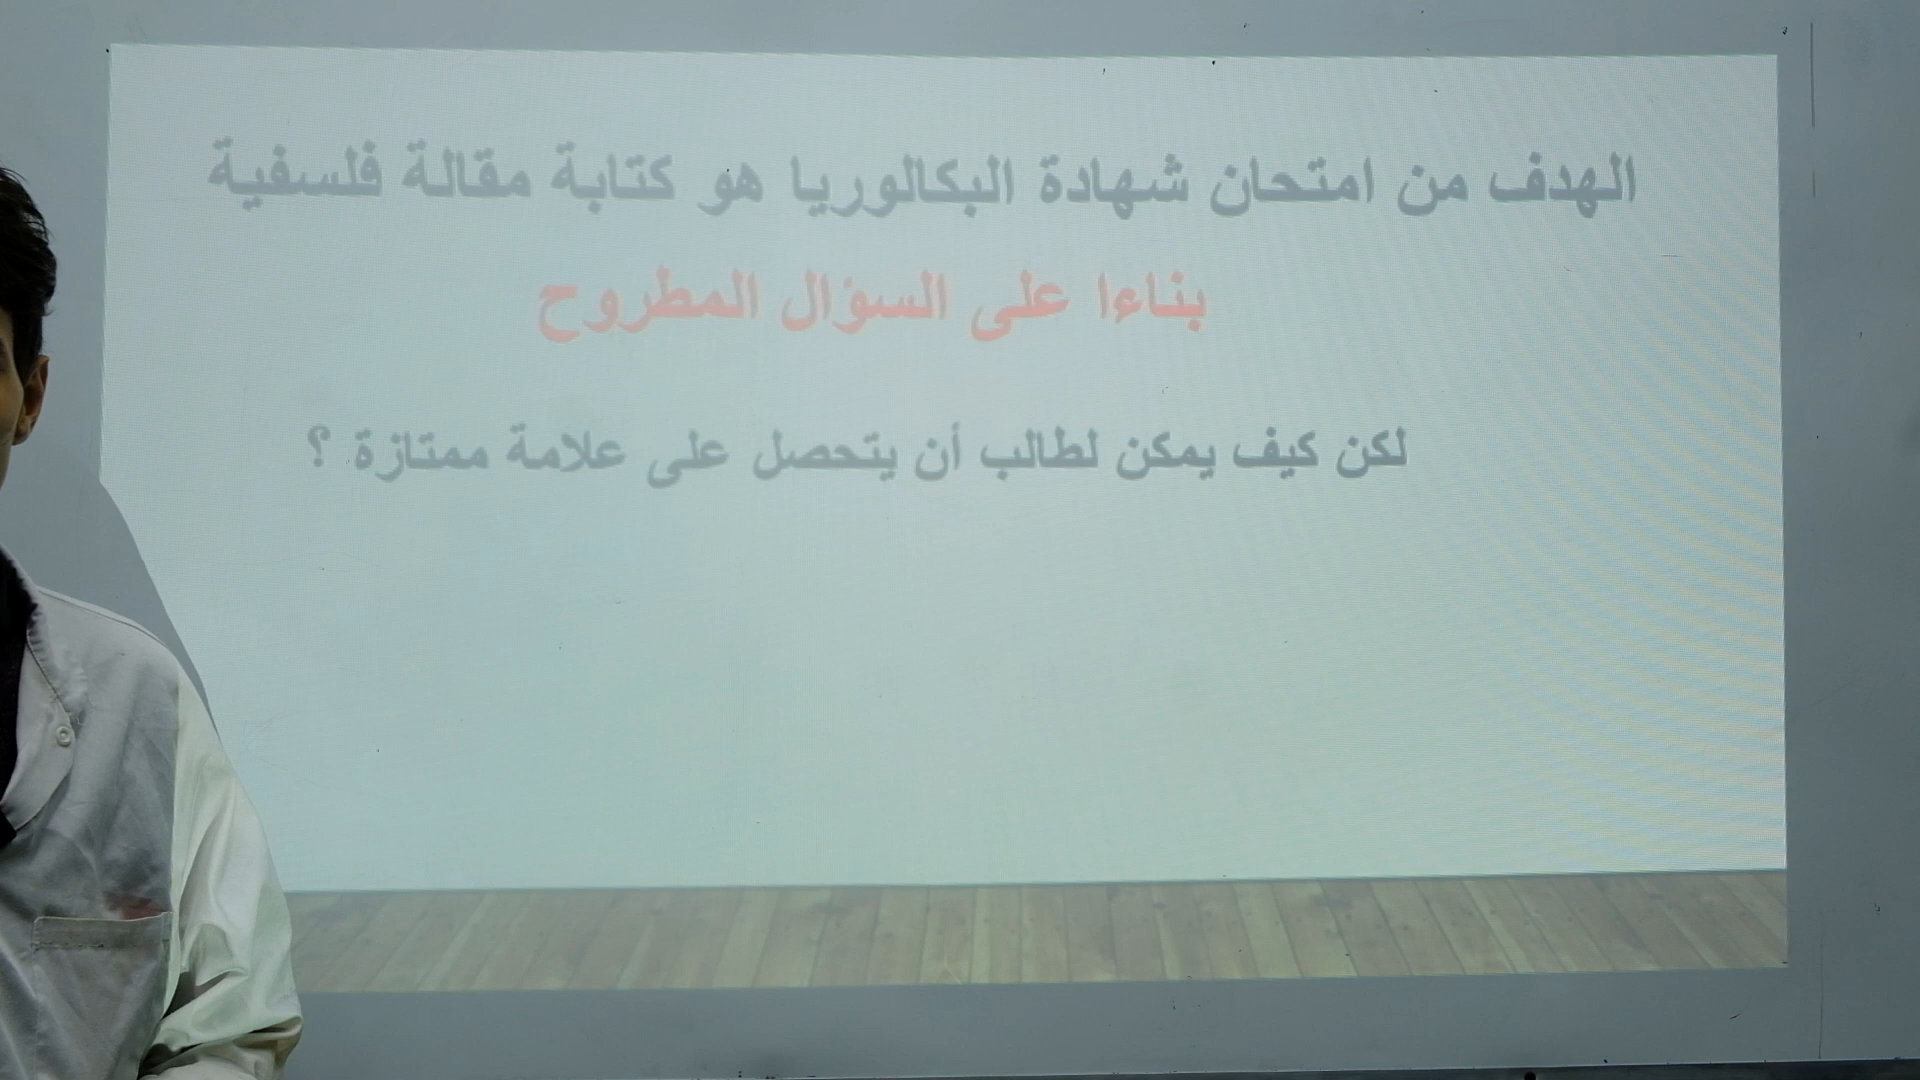 الهدف من امتحان شهادة البكالوريا هو كتابة مقالة فلسفية
بناءا على السؤال المطروح
لكن كيف يمكن لطالب أن يتحصل على علامة ممتازة ؟